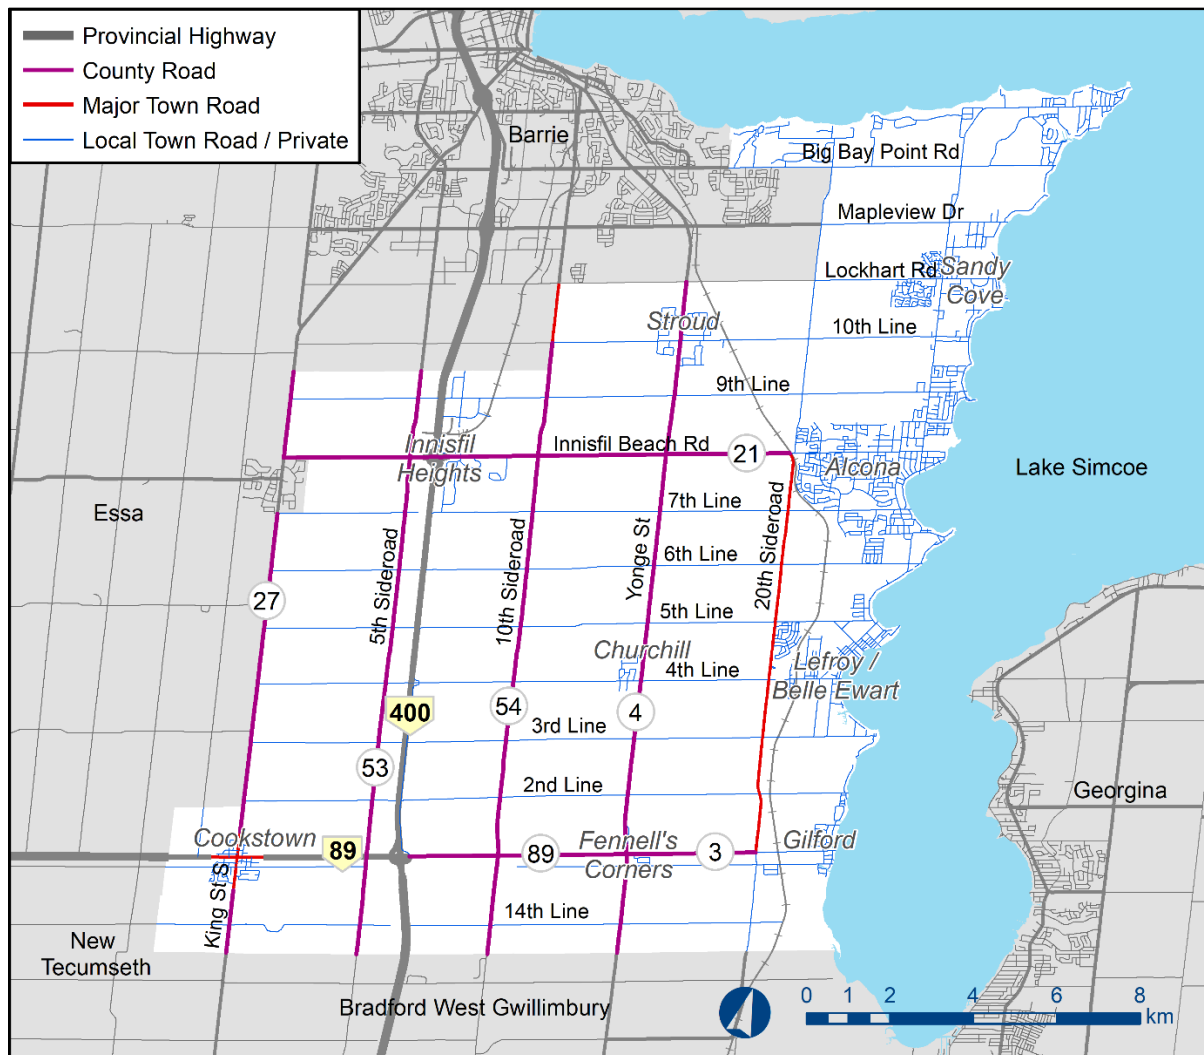 Provincial Highway
County Road
Major Town Road
Local Town Road / Private
Barrie
Big Bay Point Rd
Mapleview Dr
Lockhart Rd
Sandy
Cove
Stroud
10th Line
9th Line
Innisfil
Heights
Innisfil Beach Rd
21
Alcona
Lake Simcoe
Essa
7th Line
6th Line
5th Sideroad
10th Sideroad
Yonge St
20th Sideroad
27
5th Line
Churchill
4th Line
Lefroy /
Belle Ewart
400
54
4
3rd Line
53
2nd Line
Georgina
Cookstown
89
89
Fennell's
Corners
3
Gilford
King St S
14th Line
New
Tecumseth
Bradford West Gwillimbury
0 1 2 4 6 8
km